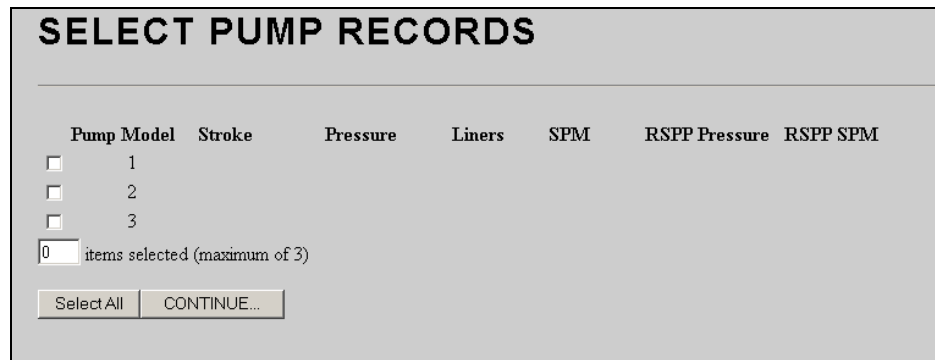 SELECT PUMP RECORDS
Pump Model Stroke Pressure Liners SPM RSPP Pressure RSPP SPM
1
2
3
0 items selected (maximum of 3)
Select All CONTINUE...